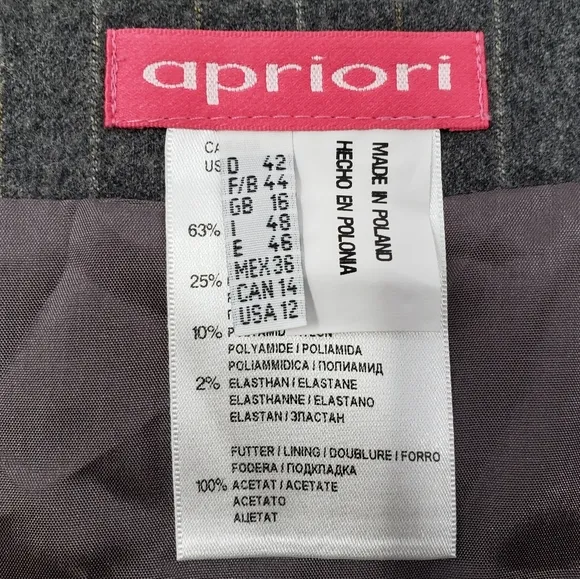 apriori
CA
US
D 42
F/B 44
GB 16
I 48
E 46
MEX 36
CAN 14
USA 12
MADE IN POLAND
HECHO EN POLONIA
63%
25%
10%
POLYAMIDE / POLIAMIDA
POLIAMMIDICA / ПОЛИАМИД
2% ELASTHAN / ELASTANE
ELASTHANNE / ELASTANO
ELASTAN / ЭЛАСТАН
FUTTER / LINING / DOUBLURE / FORRO
FODERA / ПОДКЛАДКА
100% ACETAT / ACETATE
ACETATO
АЦЕТАТ